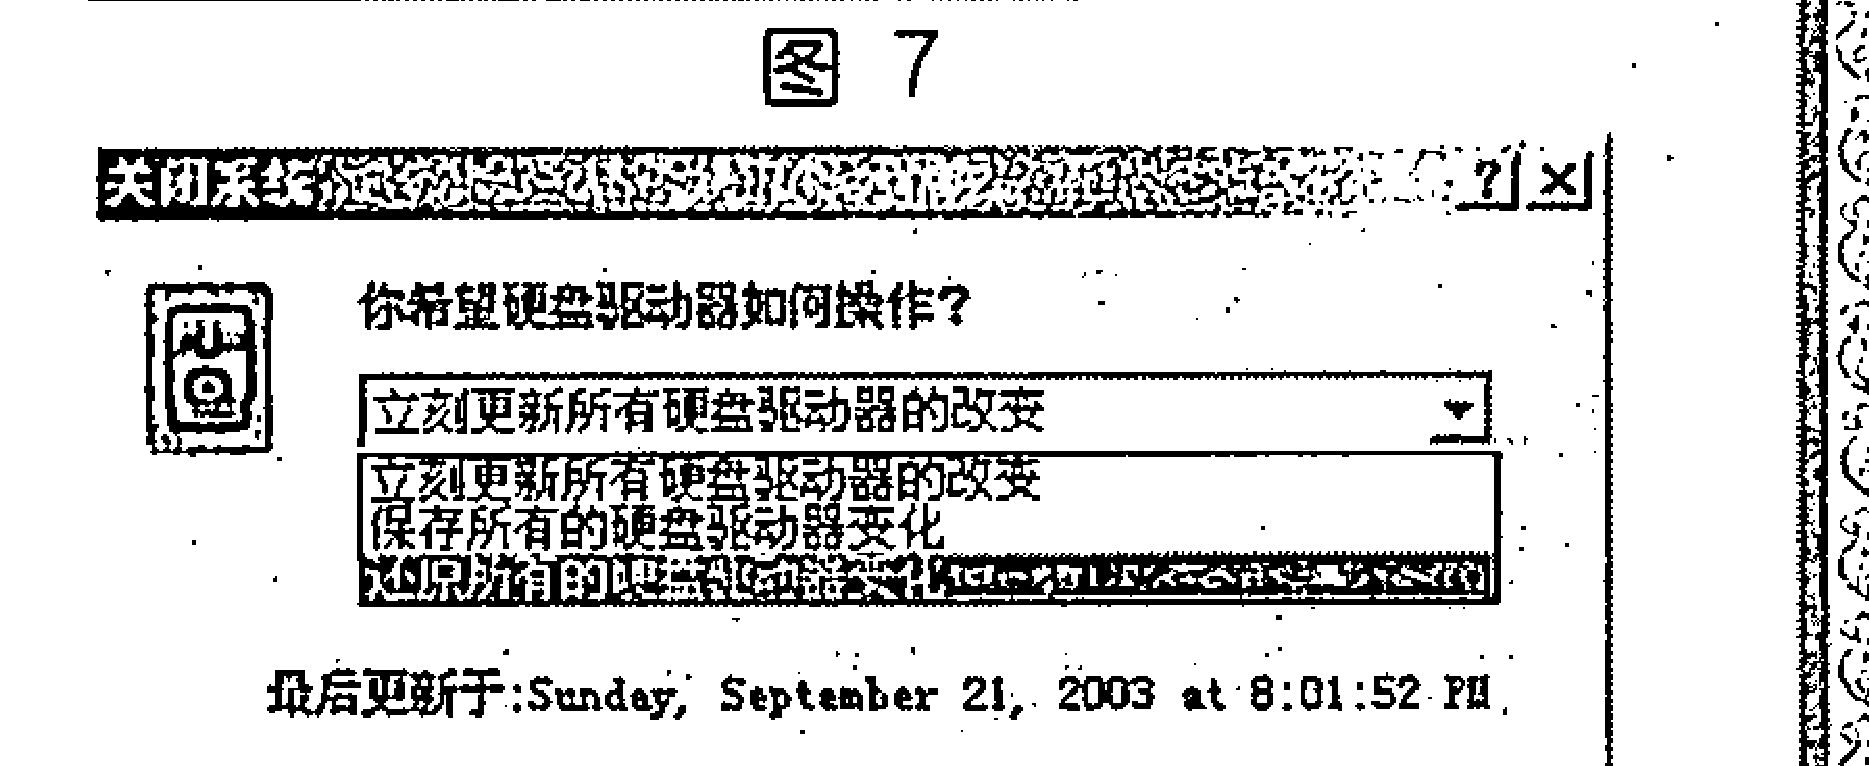 图 7
关闭系统
? ×
你希望硬盘驱动器如何操作?
立刻更新所有硬盘驱动器的改变
立刻更新所有硬盘驱动器的改变
保存所有的硬盘驱动器变化
还原所有的硬盘驱动器变化
最后更新于:Sunday, September 21, 2003 at 8:01:52 PM